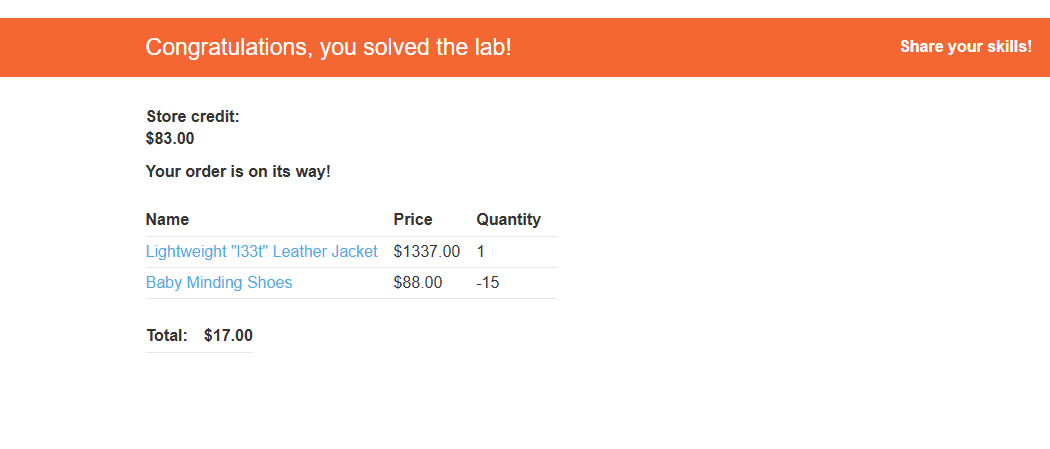 Congratulations, you solved the lab!
Share your skills!
Store credit:
$83.00
Your order is on its way!
Name Price Quantity
Lightweight "l33t" Leather Jacket $1337.00 1
Baby Minding Shoes $88.00 -15
Total: $17.00